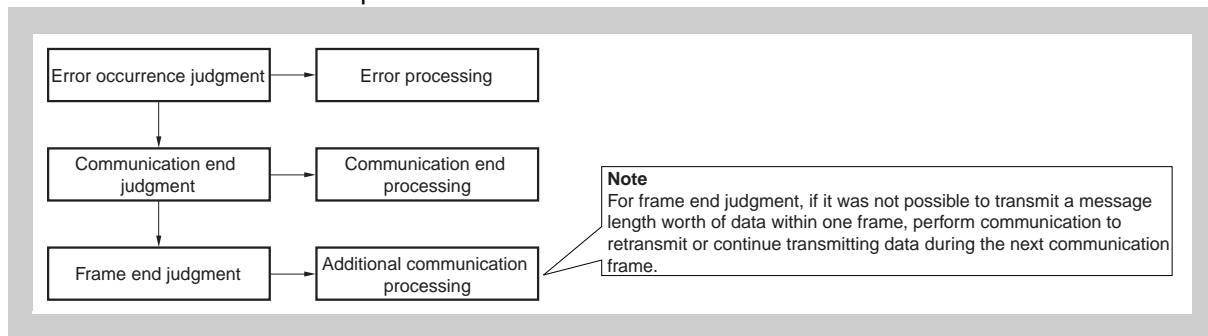 Error occurrence judgment
Error processing
Communication end
judgment
Communication end
processing
Note
For frame end judgment, if it was not possible to transmit a message
length worth of data within one frame, perform communication to
retransmit or continue transmitting data during the next communication
frame.
Frame end judgment
Additional communication
processing